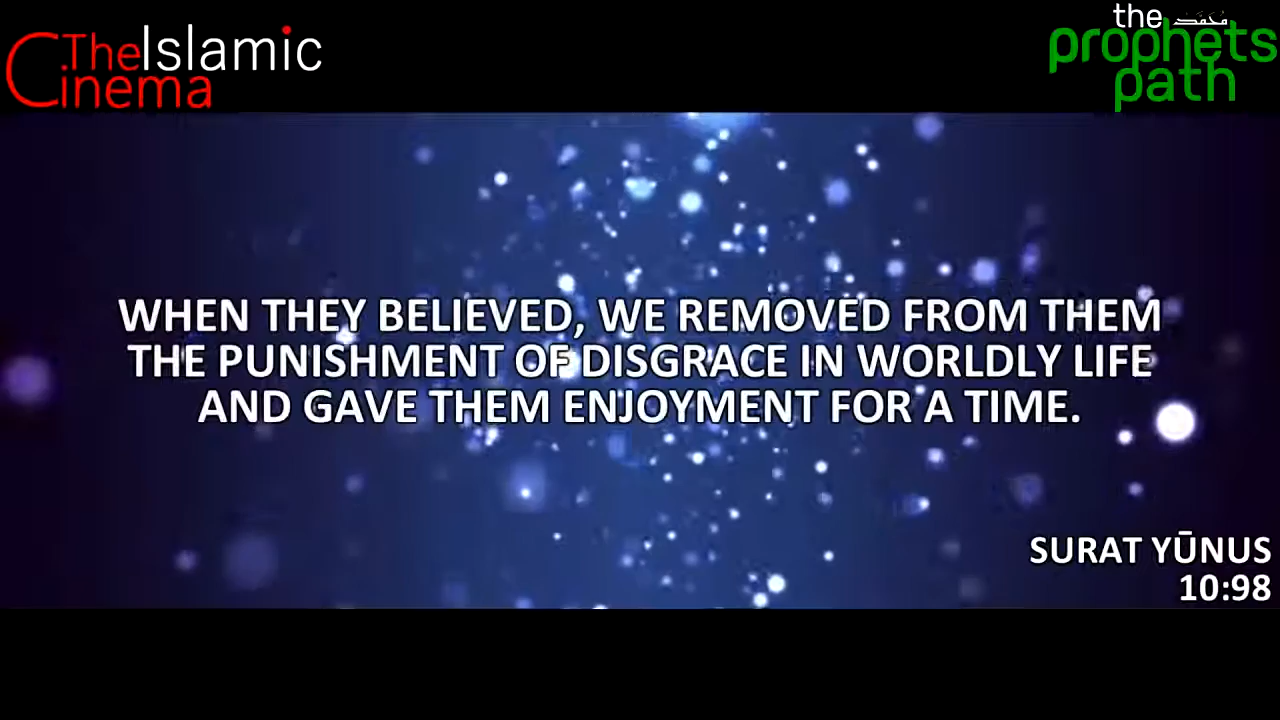 TheIslamic
Cinema
the محمد
prophets
path
WHEN THEY BELIEVED, WE REMOVED FROM THEM
THE PUNISHMENT OF DISGRACE IN WORLDLY LIFE
AND GAVE THEM ENJOYMENT FOR A TIME.
SURAT YŪNUS
10:98